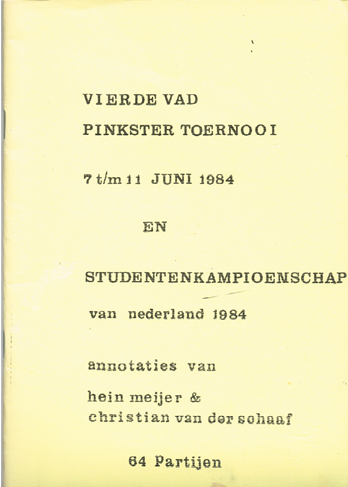 VIERDE VAD
PINKSTER TOERNOOI
7 t/m 11 JUNI 1984
EN
STUDENTENKAMPIOENSCHAP
van nederland 1984
annotaties van
hein meijer &
christian van der schaaf
64 Partijen